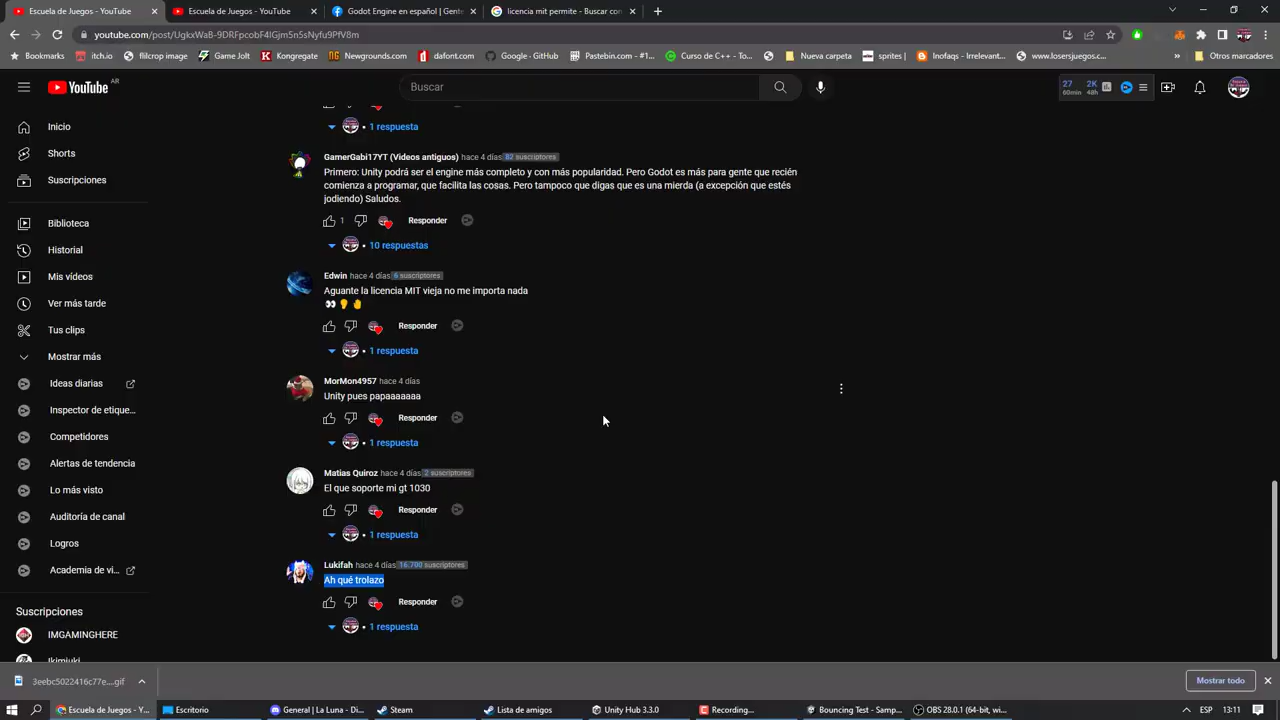 Escuela de Juegos - YouTube
Escuela de Juegos - YouTube
Godot Engine en español | Gente
licencia mit permite - Buscar con
youtube.com/post/UgkxWaB-9DRFpcobF4lGjm5n5sNyfu9PfV8m
Bookmarks
itch.io
filcrop image
Game Jolt
Kongregate
Newgrounds.com
dafont.com
Google · GitHub
Pastebin.com - #1...
Curso de C++ - Tu...
Nueva carpeta
sprites |
Inofaqs — Irrelevant...
www.losersjuegos.c...
»
Otros marcadores
YouTube AR
Buscar
27
60min
2K
48h
1 respuesta
Inicio
Shorts
Suscripciones
Biblioteca
Historial
Mis vídeos
Ver más tarde
Tus clips
Mostrar más
Ideas diarias
Inspector de etique...
Competidores
Alertas de tendencia
Lo más visto
Auditoría de canal
Logros
Academia de vi...
Suscripciones
IMGAMINGHERE
Ikimiuki
GamerGabi17YT (Videos antiguos) hace 4 días 82 suscriptores
Primero: Unity podrá ser el engine más completo y con más popularidad. Pero Godot es más para gente que recién
comienza a programar, que facilita las cosas. Pero tampoco que digas que es una mierda (a excepción que estés
jodiendo) Saludos.
1 Responder
10 respuestas
Edwin hace 4 días 6 suscriptores
Aguante la licencia MIT vieja no me importa nada
Responder
1 respuesta
MorMon4957 hace 4 días
Unity pues papaaaaaaa
Responder
1 respuesta
Matias Quiroz hace 4 días 2 suscriptores
El que soporte mi gt 1030
Responder
1 respuesta
Lukifah hace 4 días 16.700 suscriptores
Ah qué trolazo
Responder
1 respuesta
3eebc5022416c77e....gif
Mostrar todo
Escuela de Juegos - Y...
Escritorio
General | La Luna - Di...
Steam
Lista de amigos
Unity Hub 3.3.0
Recording...
Bouncing Test - Samp...
OBS 28.0.1 (64-bit, wi...
ESP
13:11